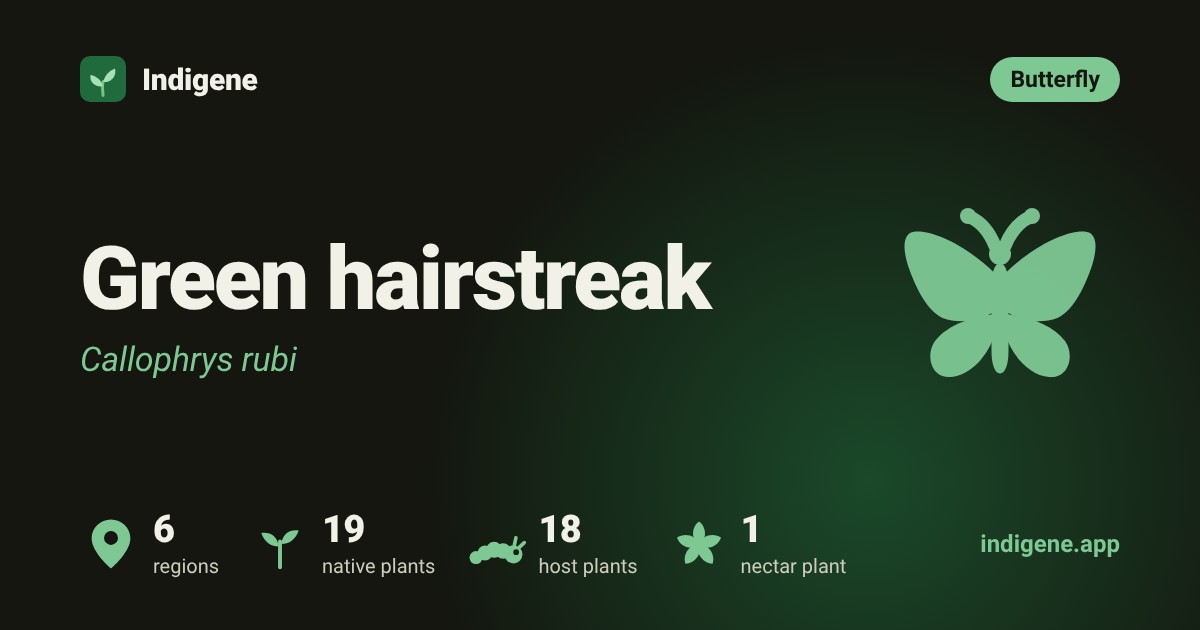 Indigene
Butterfly
Green hairstreak
Callophrys rubi
6
regions
19
native plants
18
host plants
1
nectar plant
indigene.app